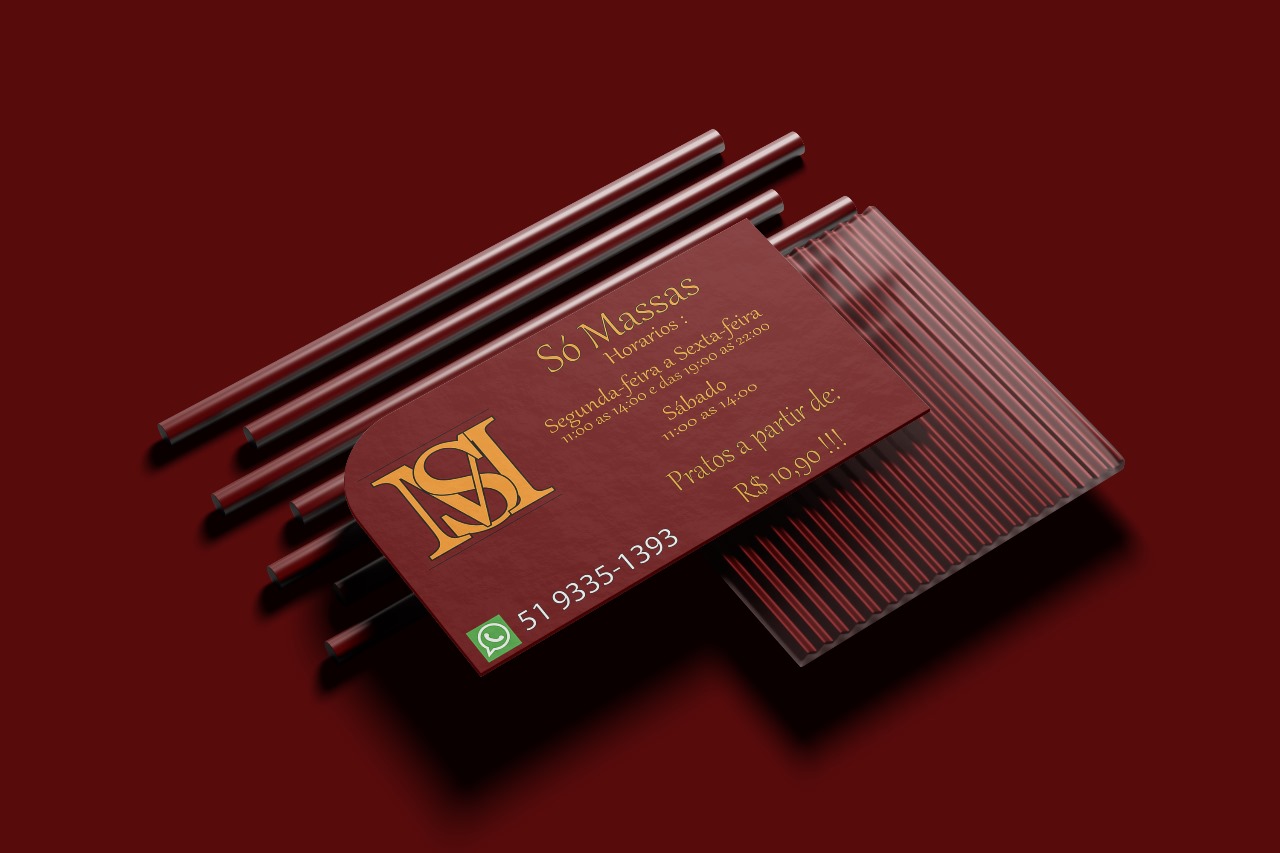 Só Massas
Horarios :
Segunda-feira a Sexta-feira
11:00 as 14:00 e das 19:00 as 22:00
Sábado
11:00 as 14:00
Pratos a partir de:
R$ 10,90 !!!
SM
51 9335-1393